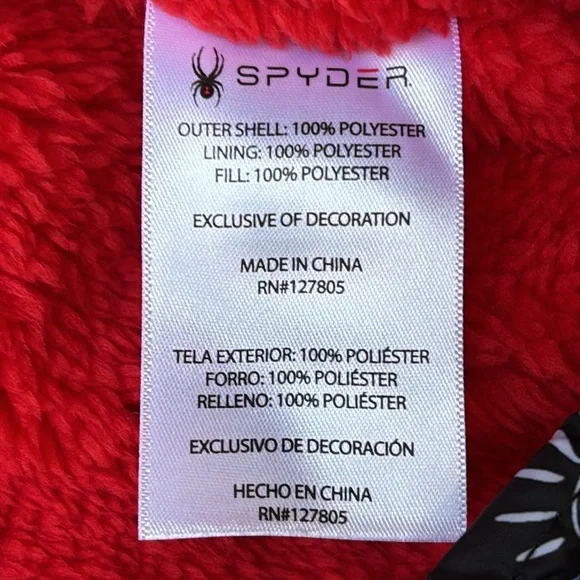 SPYDER
OUTER SHELL: 100% POLYESTER
LINING: 100% POLYESTER
FILL: 100% POLYESTER
EXCLUSIVE OF DECORATION
MADE IN CHINA
RN#127805
TELA EXTERIOR: 100% POLIÉSTER
FORRO: 100% POLIÉSTER
RELLENO: 100% POLIÉSTER
EXCLUSIVO DE DECORACIÓN
HECHO EN CHINA
RN#127805